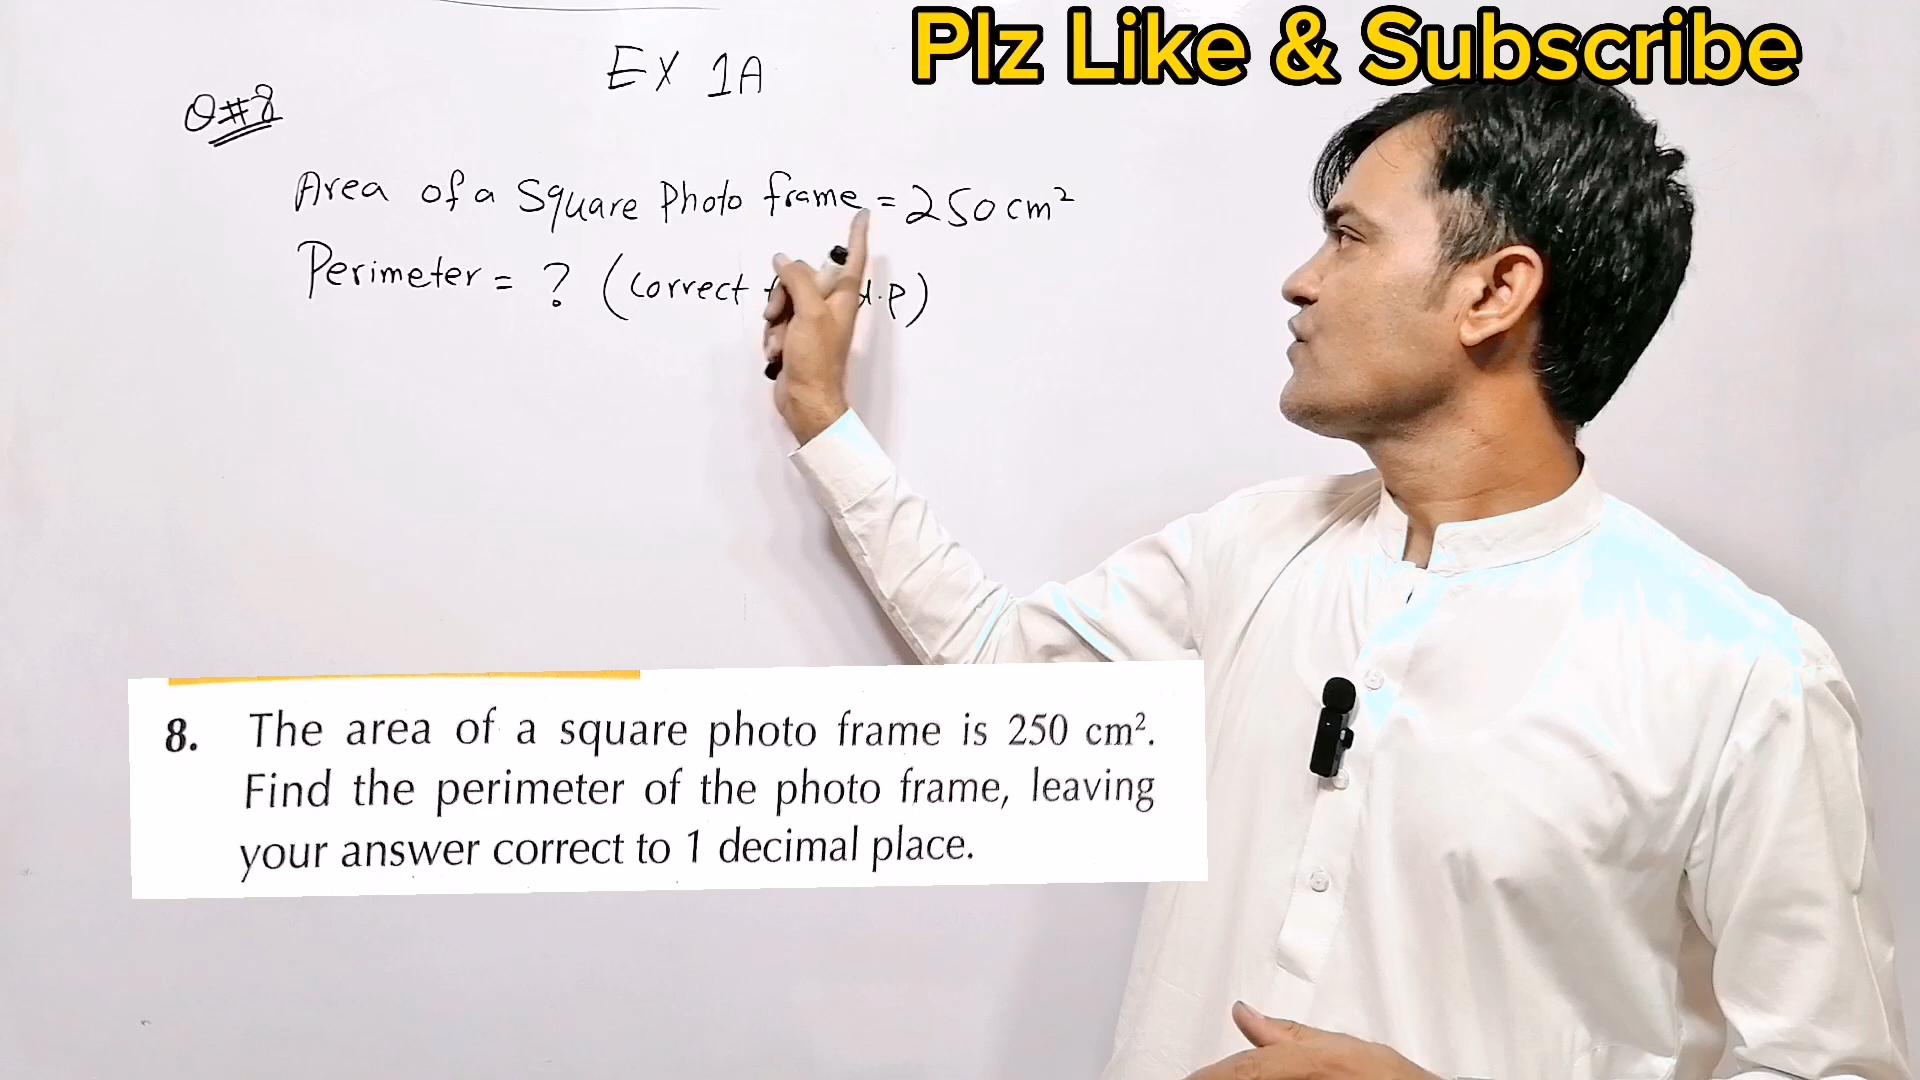 Plz Like & Subscribe
EX 1A
Q#8
Area of a Square Photo frame = 250 cm²
Perimeter = ? (correct d.p)
8. The area of a square photo frame is 250 cm².
Find the perimeter of the photo frame, leaving
your answer correct to 1 decimal place.